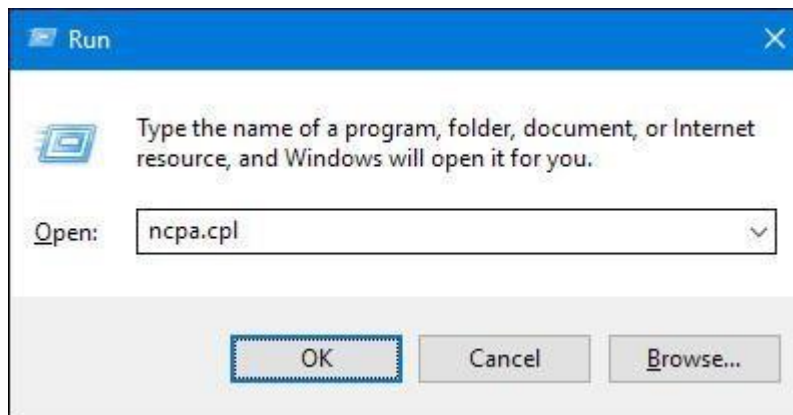 Run
Type the name of a program, folder, document, or Internet
resource, and Windows will open it for you.
Open: ncpa.cpl
OK Cancel Browse...